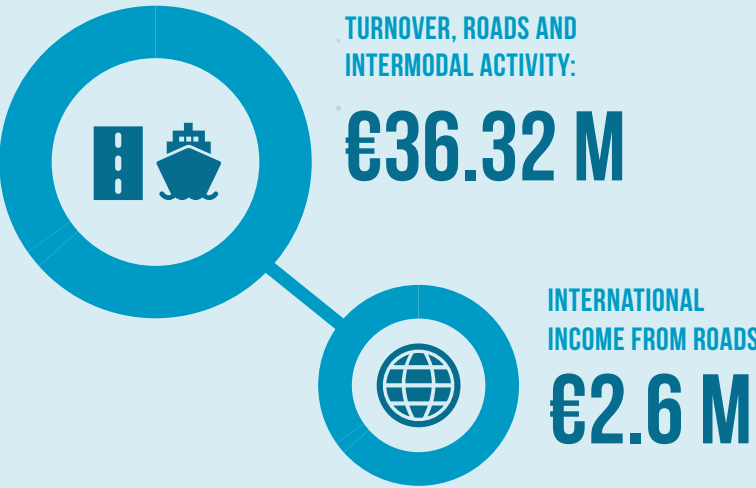 TURNOVER, ROADS AND
INTERMODAL ACTIVITY:
€36.32 M
INTERNATIONAL
INCOME FROM ROADS
€2.6 M